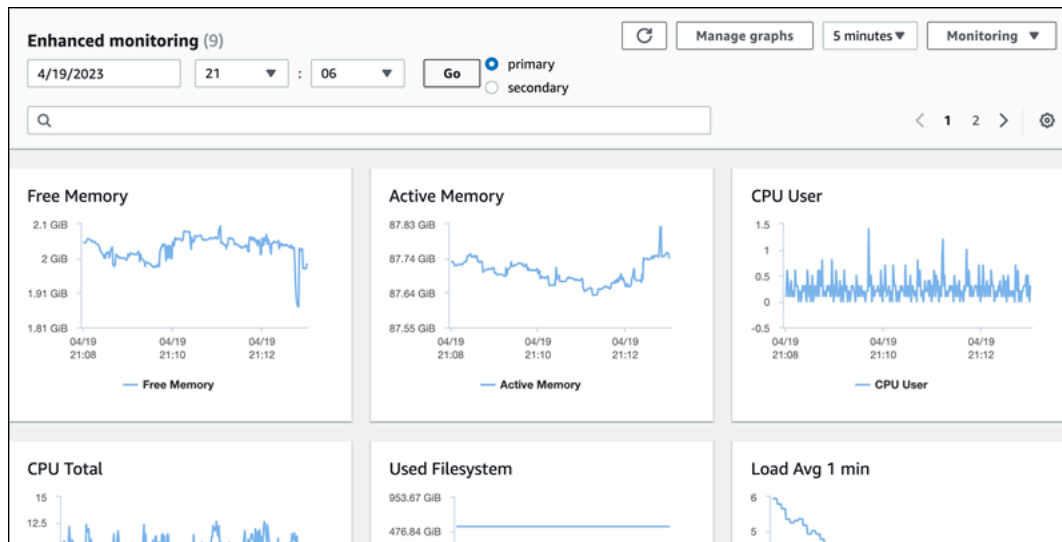 Enhanced monitoring (9)
Manage graphs
5 minutes
Monitoring
4/19/2023
21
:
06
Go
primary
secondary
1
2
Free Memory
2.1 GiB
2 GiB
1.91 GiB
1.81 GiB
04/19
21:08
04/19
21:10
04/19
21:12
Free Memory
Active Memory
87.83 GiB
87.74 GiB
87.64 GiB
87.55 GiB
04/19
21:08
04/19
21:10
04/19
21:12
Active Memory
CPU User
1.5
1
0.5
0
-0.5
04/19
21:08
04/19
21:10
04/19
21:12
CPU User
CPU Total
15
12.5
Used Filesystem
953.67 GiB
476.84 GiB
Load Avg 1 min
6
5